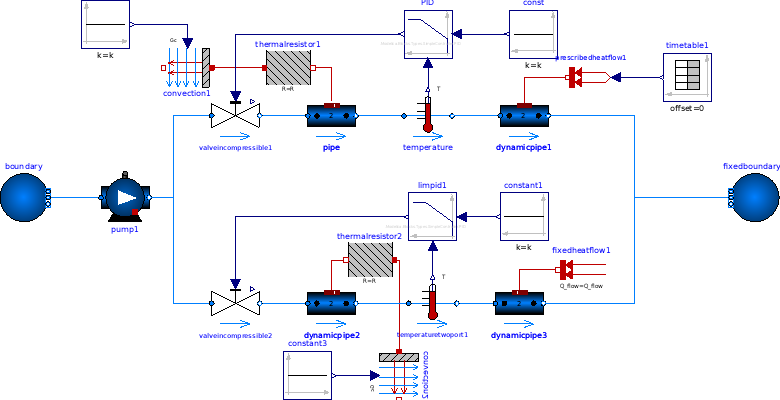 PID
const
k=k
Gc
thermalresistor1
R=R
k=k
prescribedheatflow1
timetable1
offset=0
convection1
T
valveincompressible1
pipe
temperature
dynamicpipe1
boundary
fixedboundary
pump1
limpid1
constant1
k=k
thermalresistor2
R=R
fixedheatflow1
Q_flow=Q_flow
T
valveincompressible2
dynamicpipe2
temperaturetwoport1
dynamicpipe3
constant3
k=k
convection2